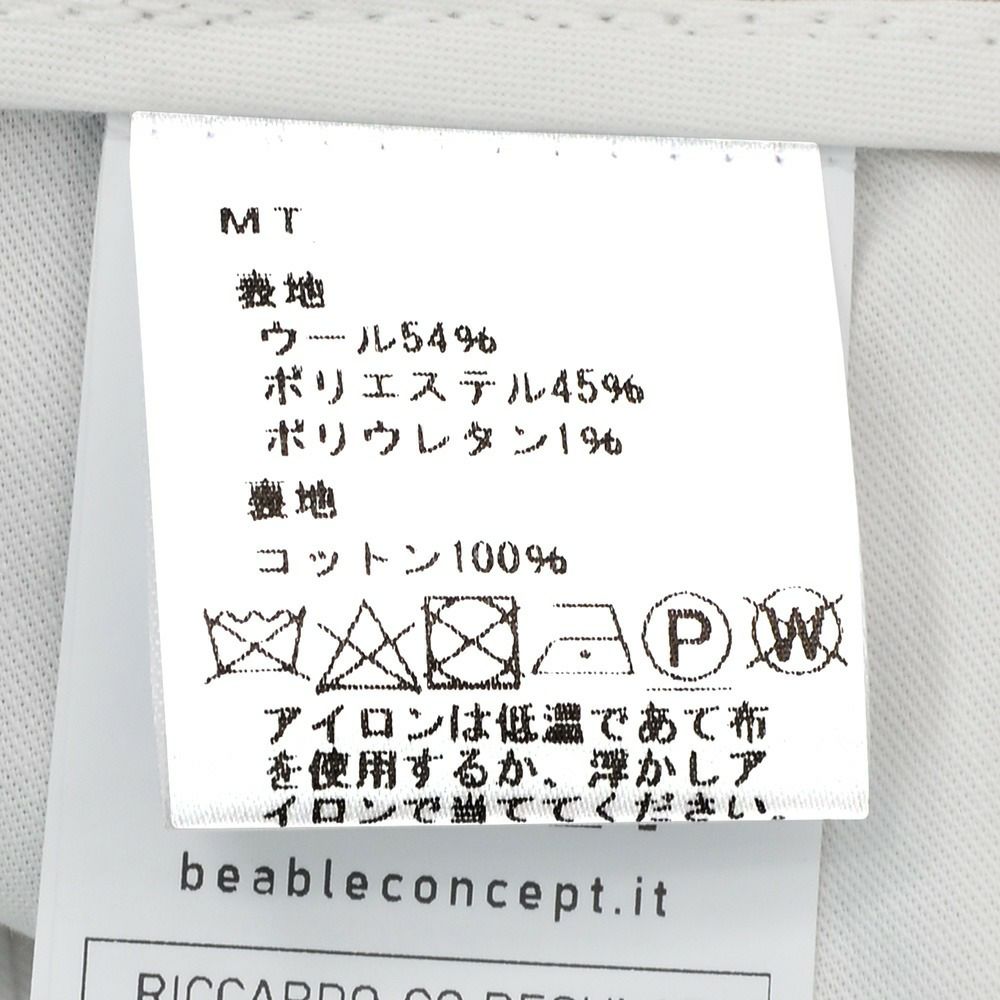 MT
表地
ウール54%
ポリエステル45%
ポリウレタン1%
裏地
コットン100%
P W
アイロンは低温であて布
を使用するか、浮かしア
イロンで当ててください。
beableconcept.it
RICCARDO CO